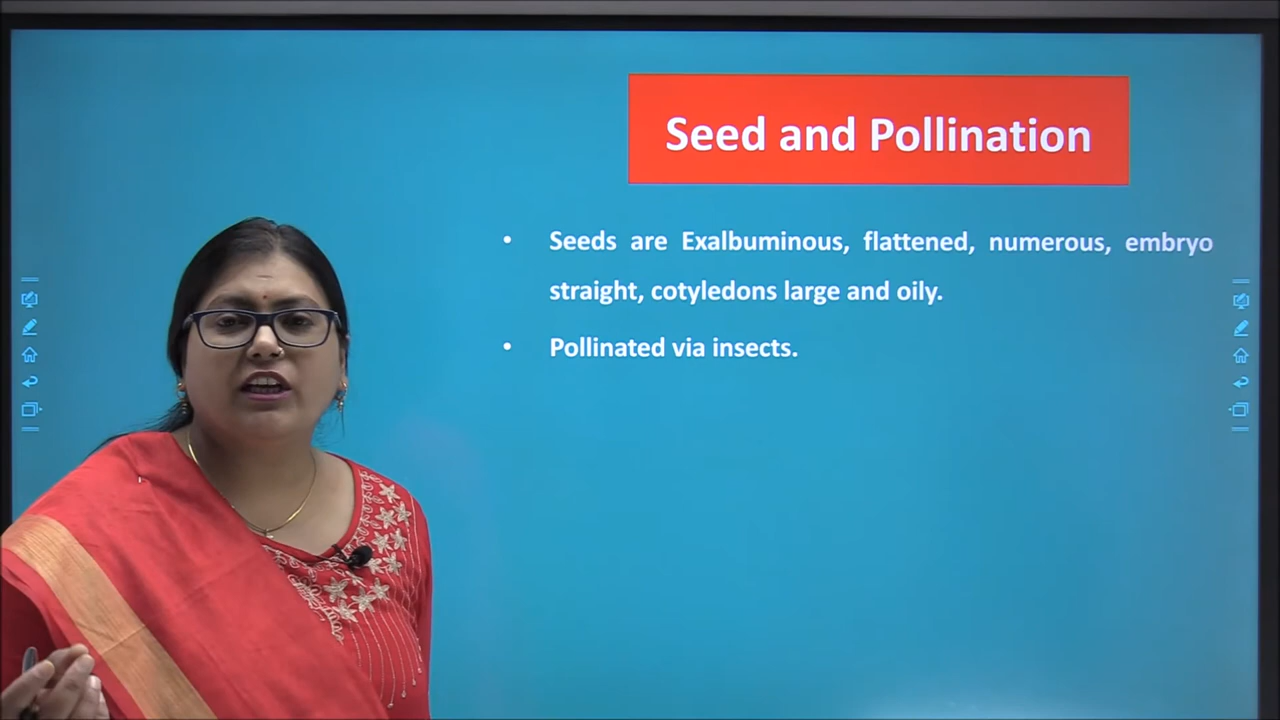 Seed and Pollination
• Seeds are Exalbuminous, flattened, numerous, embryo
straight, cotyledons large and oily.
• Pollinated via insects.